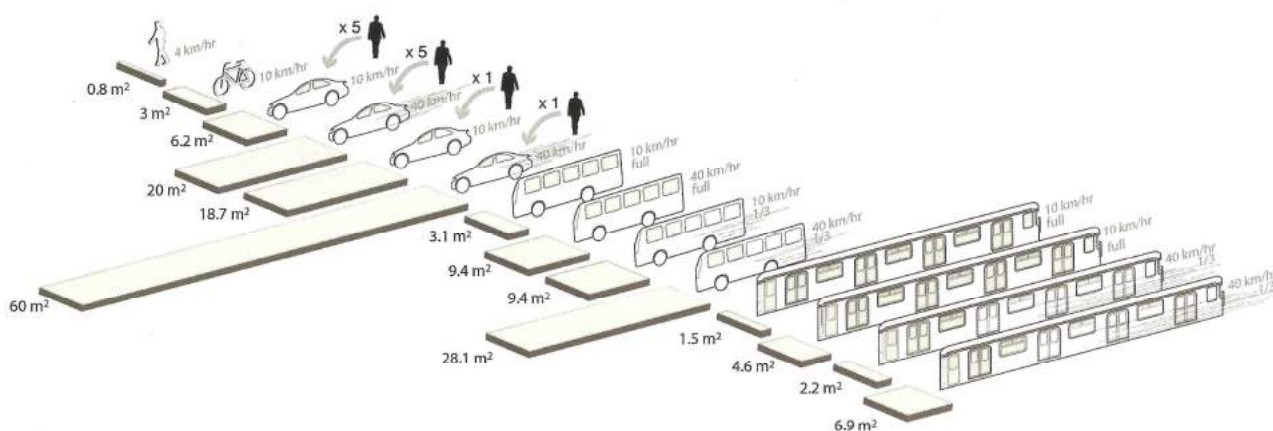 4 km/hr
0.8 m²
10 km/hr
3 m²
x 5
10 km/hr
6.2 m²
x 5
40 km/hr
20 m²
x 1
10 km/hr
18.7 m²
x 1
40 km/hr
60 m²
10 km/hr
full
3.1 m²
40 km/hr
full
9.4 m²
10 km/hr
1/3
9.4 m²
40 km/hr
1/3
28.1 m²
10 km/hr
full
1.5 m²
10 km/hr
full
4.6 m²
40 km/hr
1/3
2.2 m²
40 km/h
1/3
6.9 m²